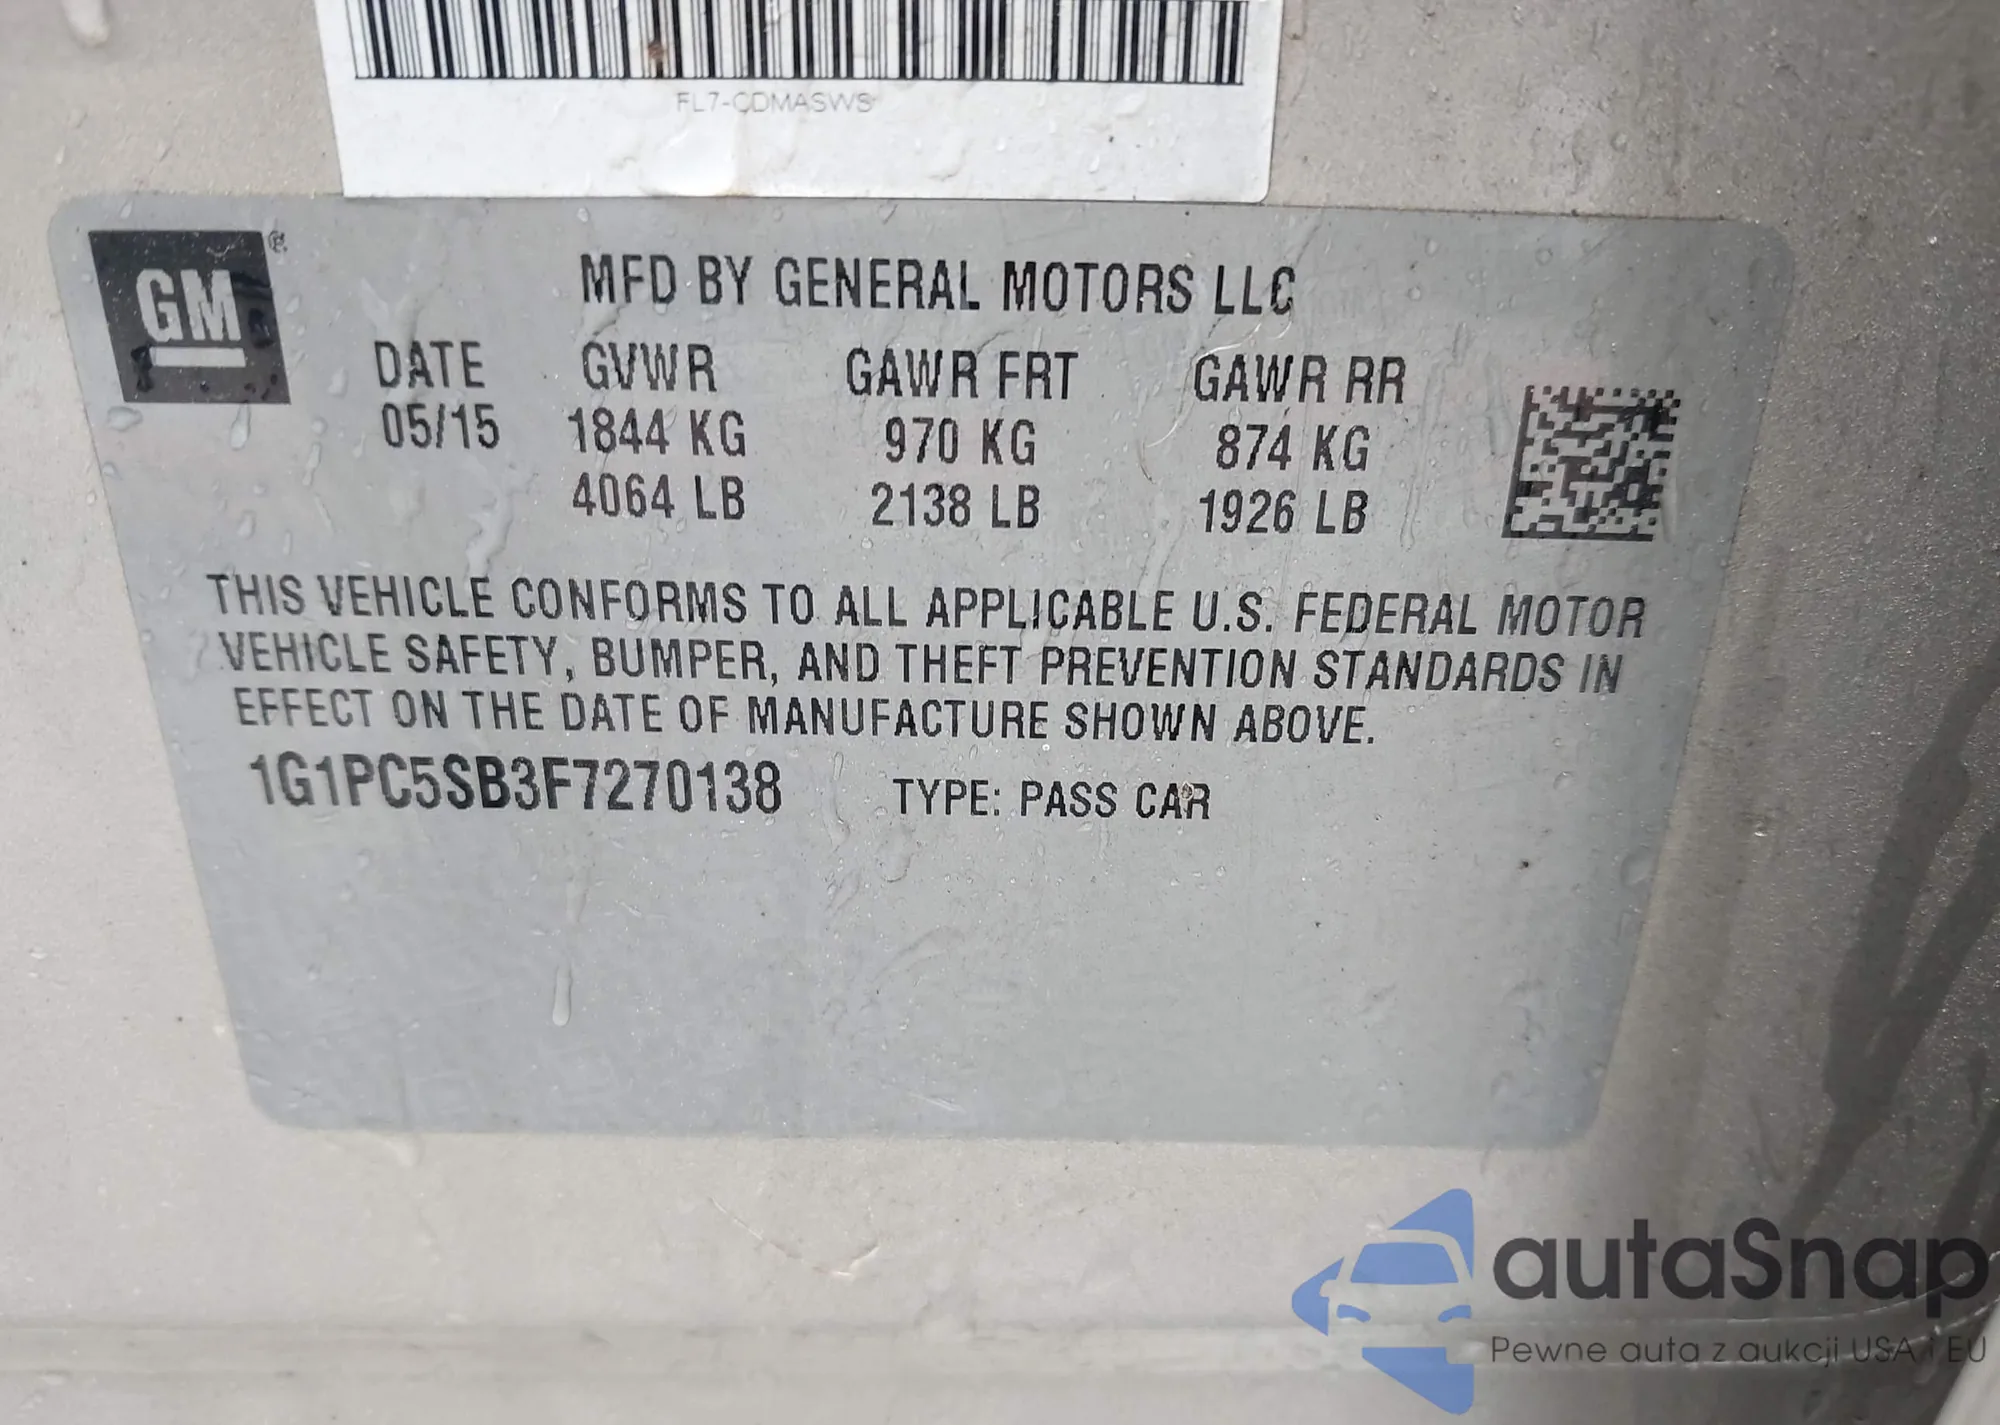 FL7-CDMASWS
GM
MFD BY GENERAL MOTORS LLC
DATE GVWR GAWR FRT GAWR RR
05/15 1844 KG 970 KG 874 KG
4064 LB 2138 LB 1926 LB
THIS VEHICLE CONFORMS TO ALL APPLICABLE U.S. FEDERAL MOTOR
VEHICLE SAFETY, BUMPER, AND THEFT PREVENTION STANDARDS IN
EFFECT ON THE DATE OF MANUFACTURE SHOWN ABOVE.
1G1PC5SB3F7270138 TYPE: PASS CAR
autaSnap
Pewne auta z aukcji USA i EU